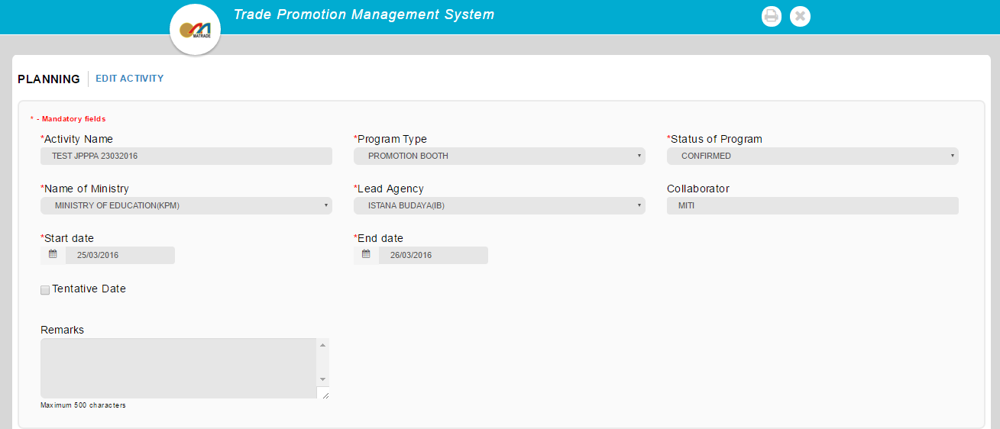 Trade Promotion Management System
MATRADE
PLANNING EDIT ACTIVITY
* - Mandatory fields
*Activity Name *Program Type *Status of Program
TEST JPPPA 23032016 PROMOTION BOOTH CONFIRMED
*Name of Ministry *Lead Agency Collaborator
MINISTRY OF EDUCATION(KPM) ISTANA BUDAYA(IB) MITI
*Start date *End date
25/03/2016 26/03/2016
Tentative Date
Remarks
Maximum 500 characters